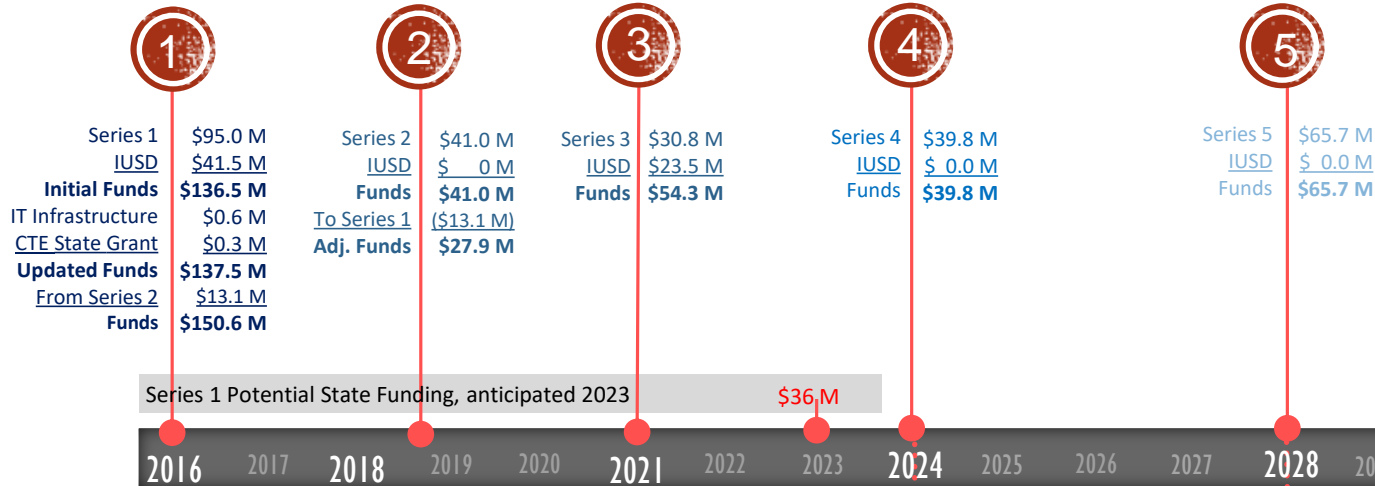 1
2
3
4
5
Series 1 $95.0 M
IUSD $41.5 M
Initial Funds $136.5 M
IT Infrastructure $0.6 M
CTE State Grant $0.3 M
Updated Funds $137.5 M
From Series 2 $13.1 M
Funds $150.6 M
Series 2 $41.0 M
IUSD $ 0 M
Funds $41.0 M
To Series 1 ($13.1 M)
Adj. Funds $27.9 M
Series 3 $30.8 M
IUSD $23.5 M
Funds $54.3 M
Series 4 $39.8 M
IUSD $ 0.0 M
Funds $39.8 M
Series 5 $65.7 M
IUSD $ 0.0 M
Funds $65.7 M
Series 1 Potential State Funding, anticipated 2023 $36 M
2016 2017 2018 2019 2020 2021 2022 2023 2024 2025 2026 2027 2028